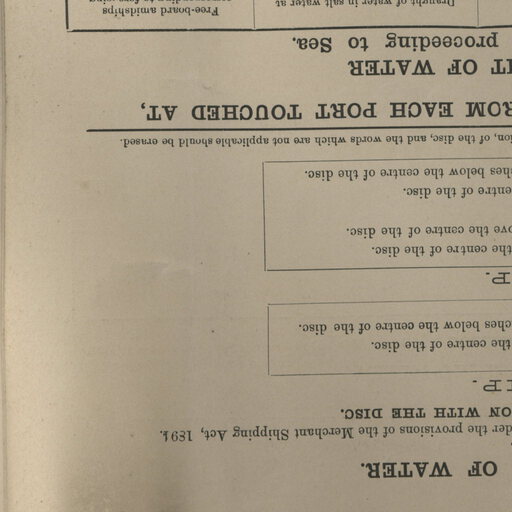 OF WATER.
der the provisions of the Merchant Shipping Act, 1894.
ON WITH THE DISC.
P.
the centre of the disc.
ches below the centre of the disc.
P.
the centre of the disc.
ove the centre of the disc.
entre of the disc.
ches below the centre of the disc.
ion, of the disc, and the words which are not applicable should be erased.
ROM EACH PORT TOUCHED AT,
T OF WATER
proceeding to Sea.
Draught of water in salt water at
Free-board amidships